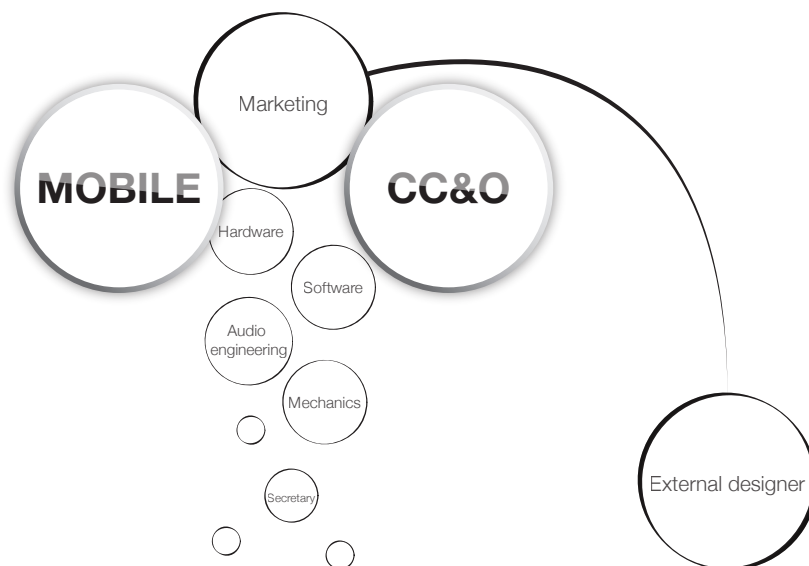 Marketing
MOBILE
CC&O
Hardware
Software
Audio
engineering
Mechanics
External designer
Secretary